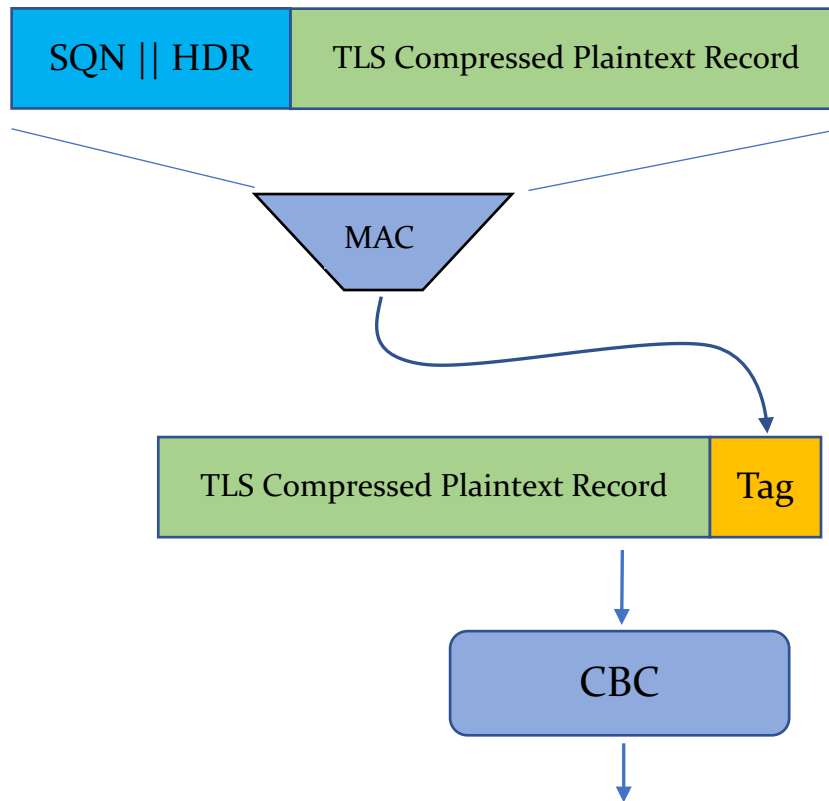 SQN || HDR
TLS Compressed Plaintext Record
MAC
TLS Compressed Plaintext Record
Tag
CBC